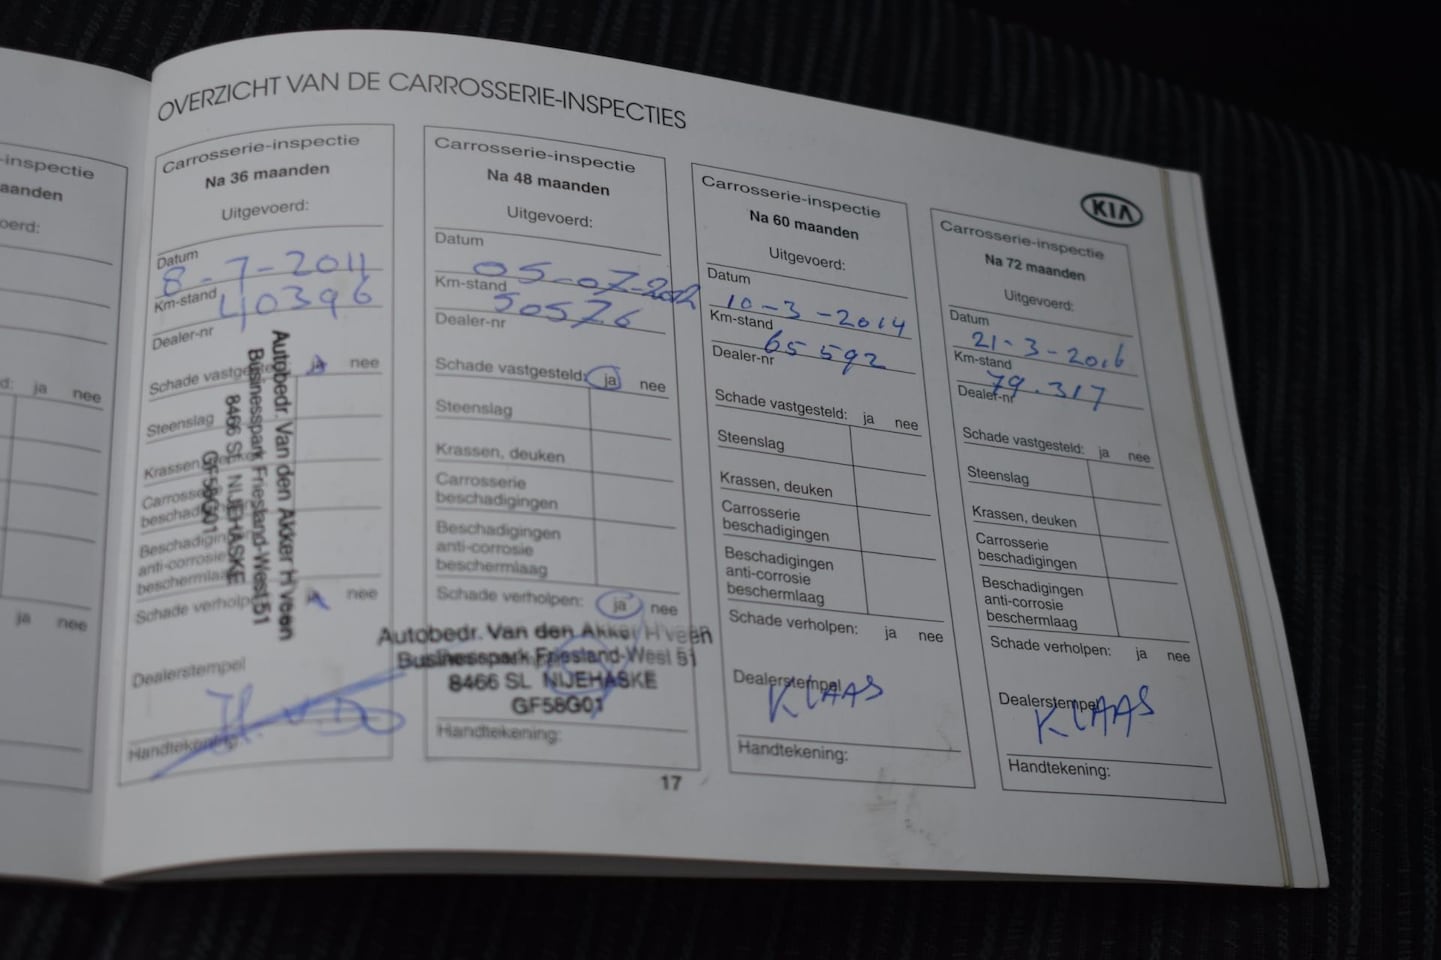 OVERZICHT VAN DE CARROSSERIE-INSPECTIES
KIA
-inspectie
aanden
oerd:
d: ja nee
ja nee
Carrosserie-inspectie
Na 36 maanden
Uitgevoerd:
Datum
8-7-2011
Km-stand
40396
Dealer-nr
Schade vastgesteld ja nee
Steenslag
Krassen, deuken
Carrosserie
beschadigingen
Beschadigingen
anti-corrosie
beschermlaag
Schade verholpen ja nee
Autobedr. Van den Akker H'veen
Businesspark Friesland-West 51
8466 SL NIJEHASKE
GF58G01
Dealerstempel
Handtekening
Carrosserie-inspectie
Na 48 maanden
Uitgevoerd:
Datum
05-07-2012
Km-stand
50576
Dealer-nr
Schade vastgesteld: ja nee
Steenslag
Krassen, deuken
Carrosserie
beschadigingen
Beschadigingen
anti-corrosie
beschermlaag
Schade verholpen: ja nee
Autobedr. Van den Akker H'veen
Businesspark Friesland-West 51
8466 SL NIJEHASKE
GF58G01
Handtekening:
Carrosserie-inspectie
Na 60 maanden
Uitgevoerd:
Datum
10-3-2014
Km-stand
65592
Dealer-nr
Schade vastgesteld: ja nee
Steenslag
Krassen, deuken
Carrosserie
beschadigingen
Beschadigingen
anti-corrosie
beschermlaag
Schade verholpen: ja nee
Dealerstempel
KLAAS
Handtekening:
Carrosserie-inspectie
Na 72 maanden
Uitgevoerd:
Datum
21-3-2016
Km-stand
79.317
Dealer-nr
Schade vastgesteld: ja nee
Steenslag
Krassen, deuken
Carrosserie
beschadigingen
Beschadigingen
anti-corrosie
beschermlaag
Schade verholpen: ja nee
Dealerstempel
KLAAS
Handtekening:
17